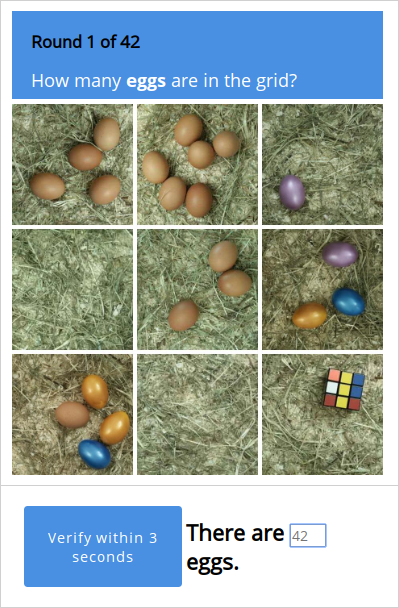 Round 1 of 42
How many eggs are in the grid?
Verify within 3
seconds
There are 42
eggs.